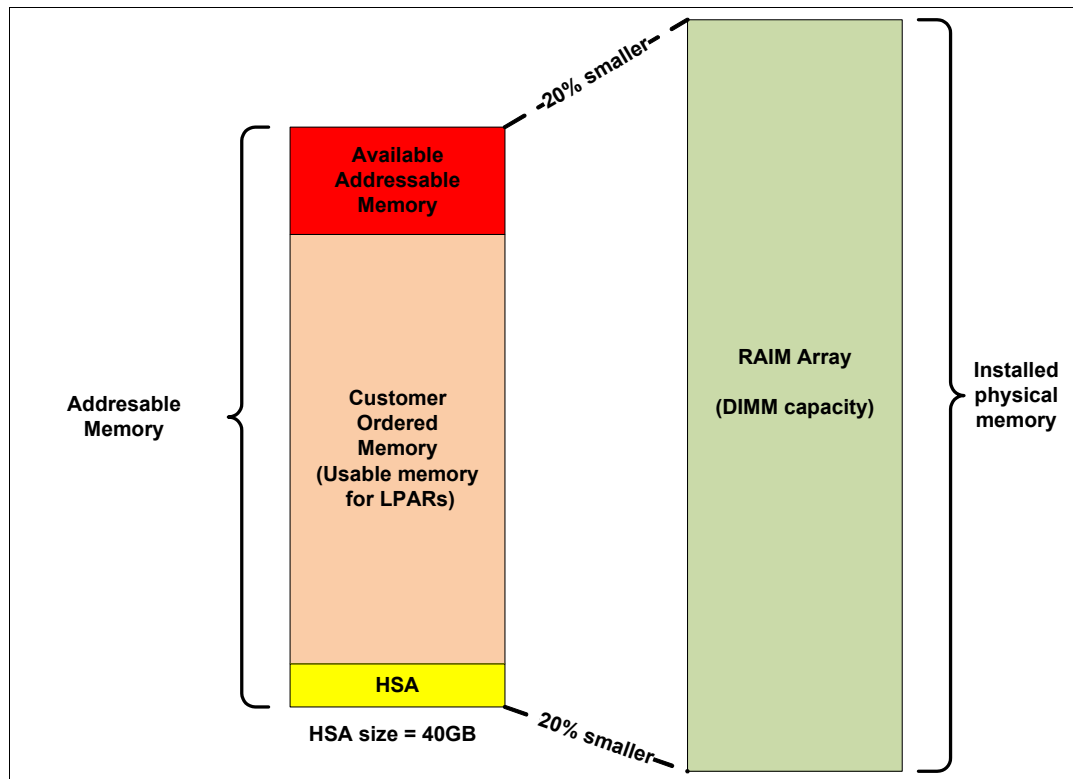 -20% smaller
Available
Addressable
Memory
Addresable
Memory
Customer
Ordered
Memory
(Usable memory
for LPARs)
RAIM Array
(DIMM capacity)
Installed
physical
memory
HSA
HSA size = 40GB
20% smaller